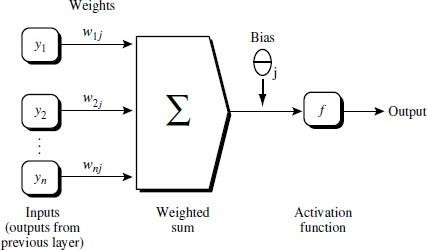 Weights
y1
w1j
y2
w2j
⋮
yn
wnj
Σ
Bias
θj
f
Output
Inputs
(outputs from
previous layer)
Weighted
sum
Activation
function